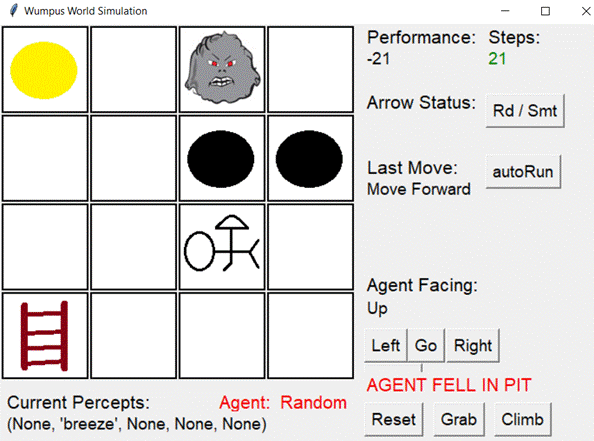 Wumpus World Simulation
Performance: Steps:
-21 21
Arrow Status: Rd / Smt
Last Move: autoRun
Move Forward
Agent Facing:
Up
Left Go Right
AGENT FELL IN PIT
Reset Grab Climb
Current Percepts: Agent: Random
(None, 'breeze', None, None, None)